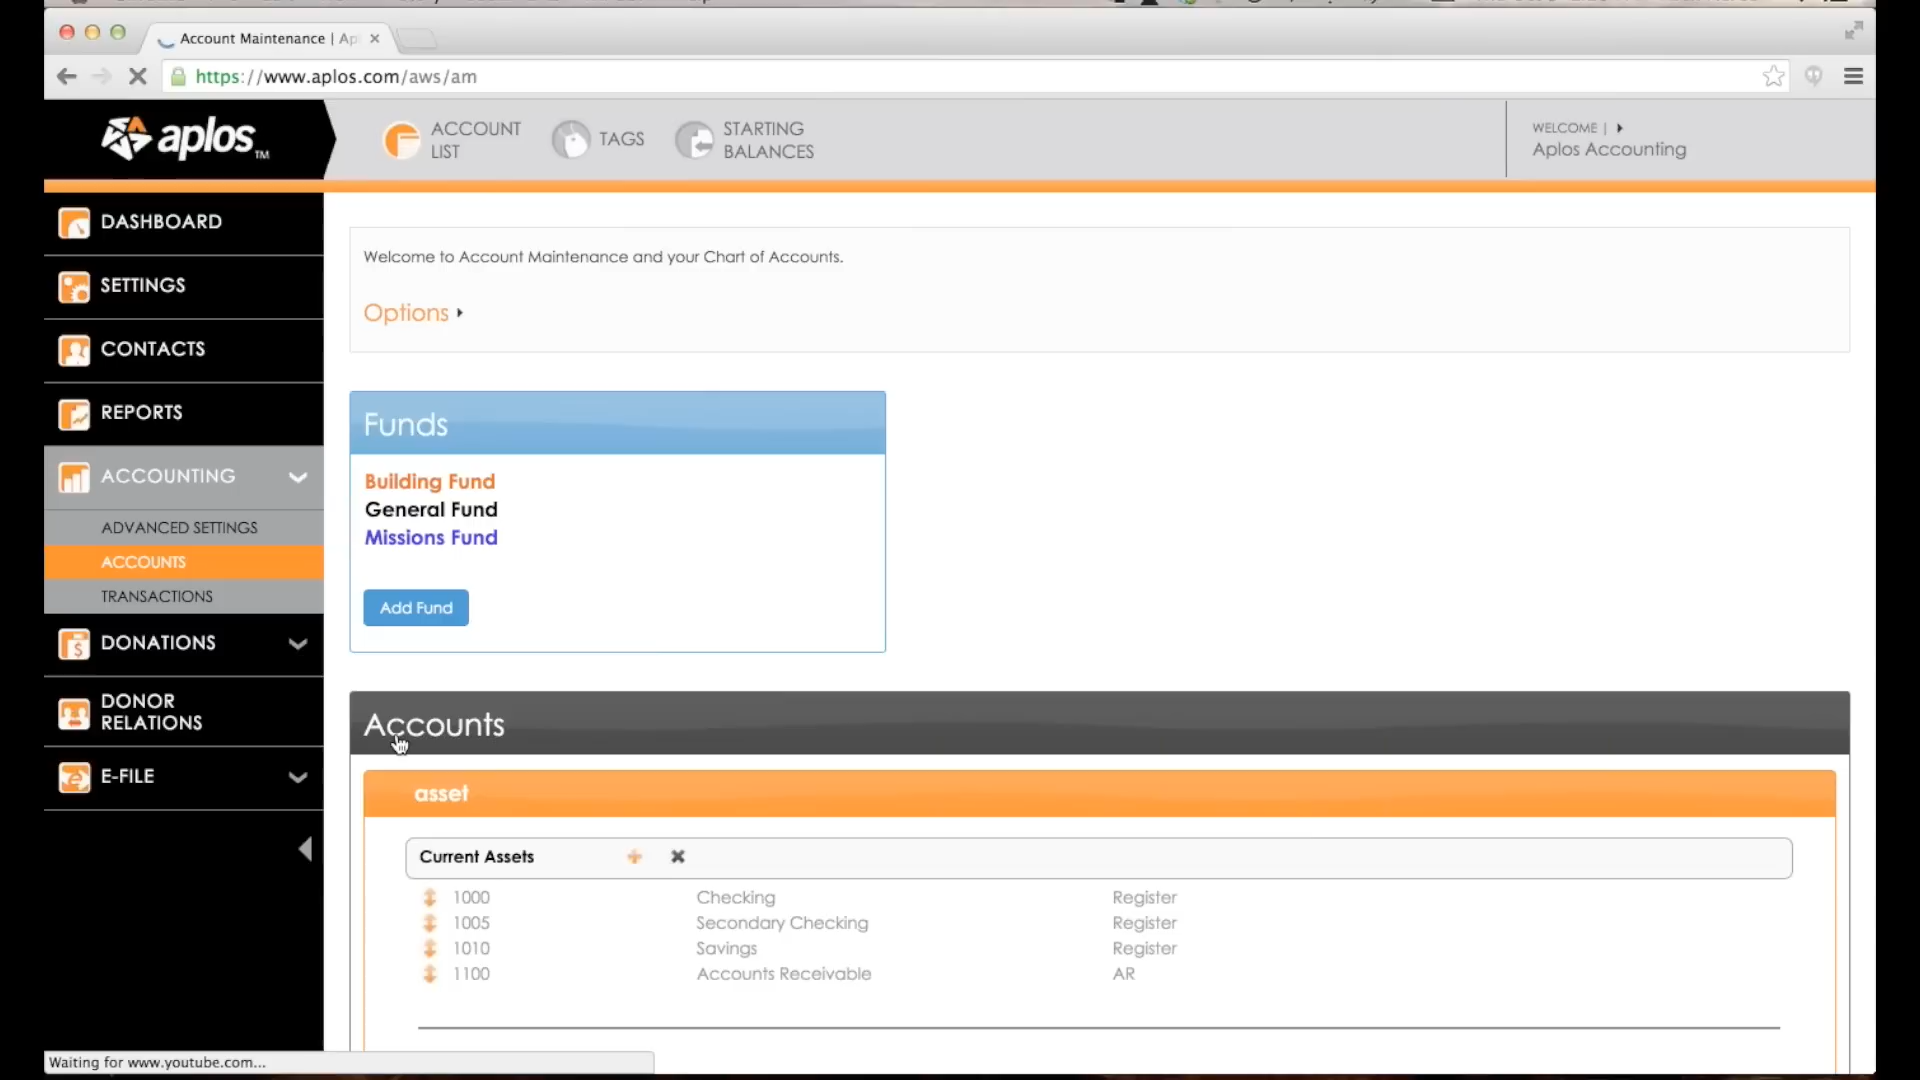 Account Maintenance | Ap
https://www.aplos.com/aws/am
aplos™
ACCOUNT
LIST
TAGS
STARTING
BALANCES
WELCOME |
Aplos Accounting
DASHBOARD
SETTINGS
CONTACTS
REPORTS
ACCOUNTING
ADVANCED SETTINGS
ACCOUNTS
TRANSACTIONS
DONATIONS
DONOR
RELATIONS
E-FILE
Welcome to Account Maintenance and your Chart of Accounts.
Options
Funds
Building Fund
General Fund
Missions Fund
Add Fund
Accounts
asset
Current Assets
1000 Checking Register
1005 Secondary Checking Register
1010 Savings Register
1100 Accounts Receivable AR
Waiting for www.youtube.com...